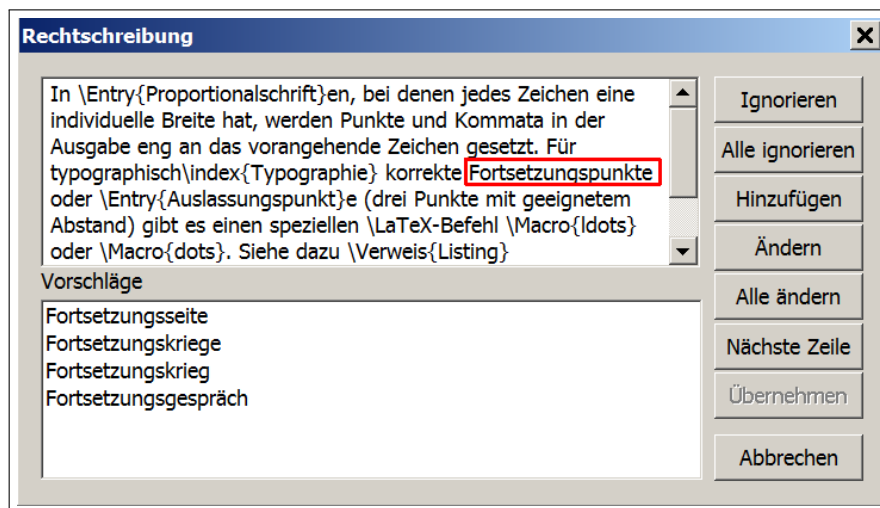 Rechtschreibung
In \Entry{Proportionalschrift}en, bei denen jedes Zeichen eine
individuelle Breite hat, werden Punkte und Kommata in der
Ausgabe eng an das vorangehende Zeichen gesetzt. Für
typographisch\index{Typographie} korrekte Fortsetzungspunkte
oder \Entry{Auslassungspunkt}e (drei Punkte mit geeignetem
Abstand) gibt es einen speziellen \LaTeX-Befehl \Macro{ldots}
oder \Macro{dots}. Siehe dazu \Verweis{Listing}
Vorschläge
Fortsetzungsseite
Fortsetzungskriege
Fortsetzungskrieg
Fortsetzungsgespräch
Ignorieren
Alle ignorieren
Hinzufügen
Ändern
Alle ändern
Nächste Zeile
Übernehmen
Abbrechen